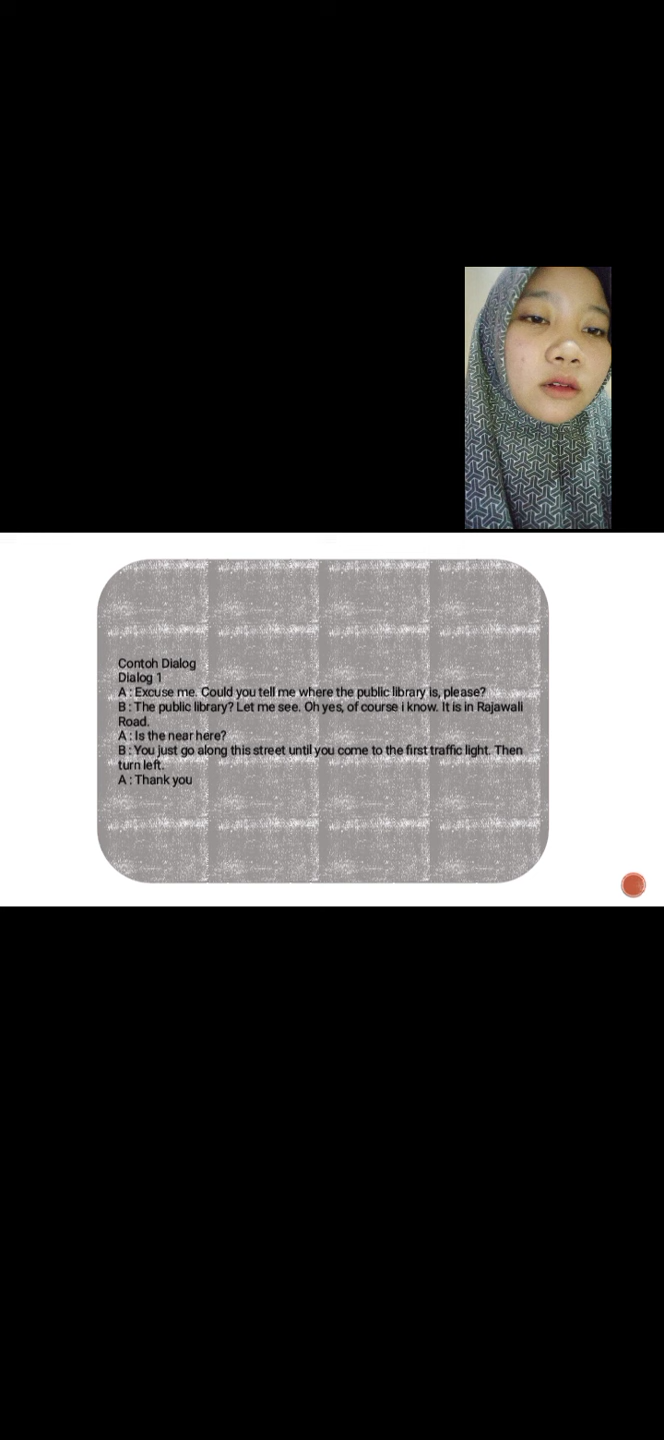 Contoh Dialog
Dialog 1
A : Excuse me. Could you tell me where the public library is, please?
B : The public library? Let me see. Oh yes, of course i know. It is in Rajawali
Road.
A : Is the near here?
B : You just go along this street until you come to the first traffic light. Then
turn left.
A : Thank you